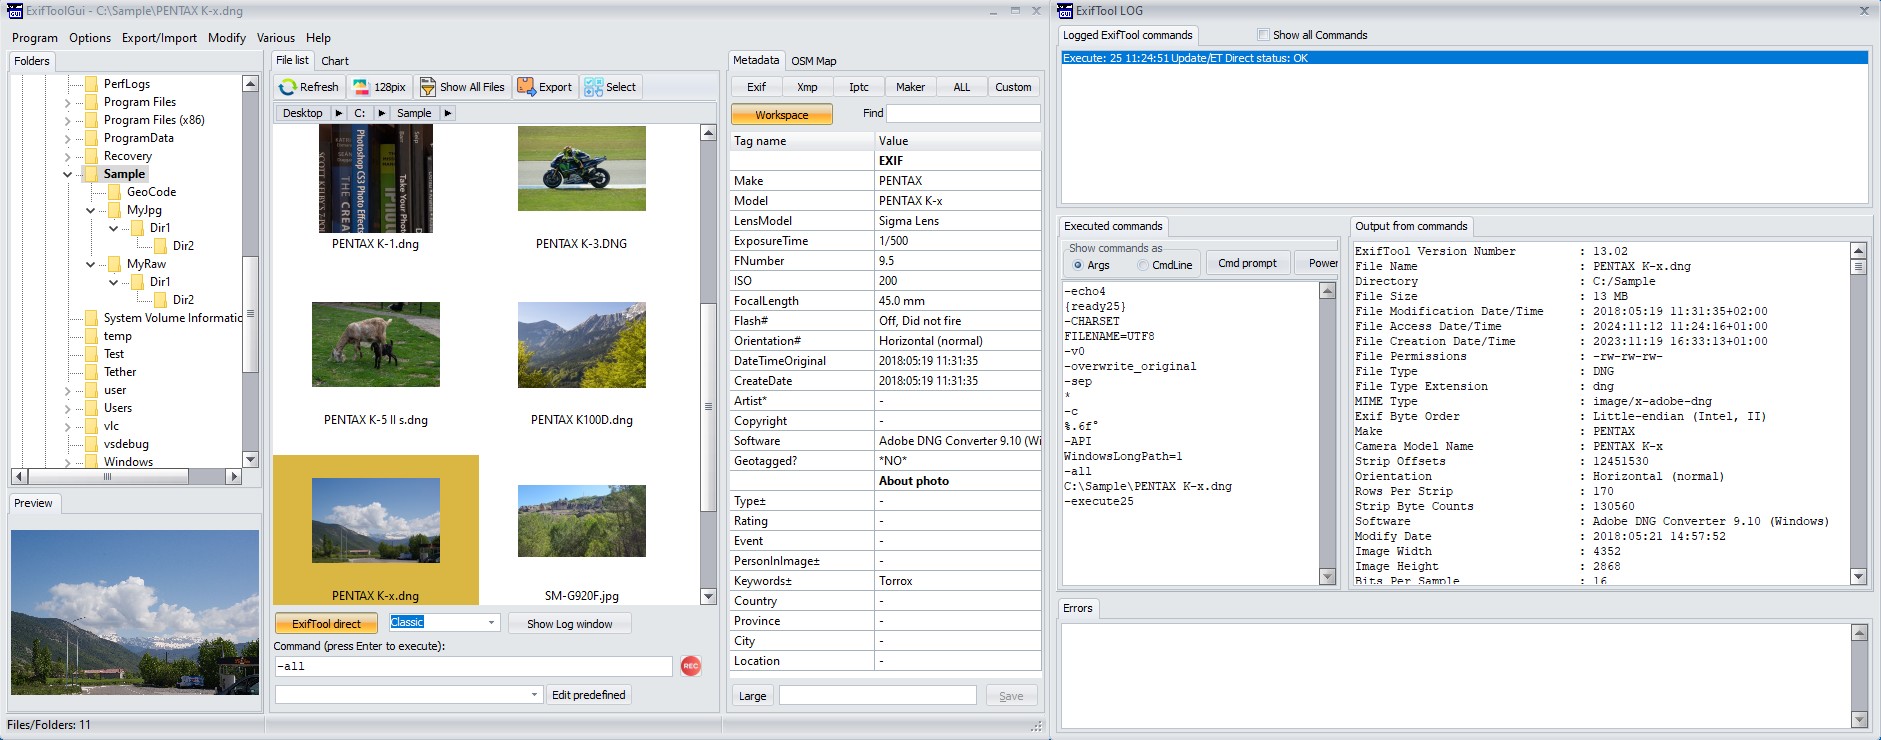 ExifToolGui - C:\Sample\PENTAX K-x.dng
Program Options Export/Import Modify Various Help
Folders
PerfLogs
Program Files
Program Files (x86)
ProgramData
Recovery
Sample
GeoCode
MyJpg
Dir1
Dir2
MyRaw
Dir1
Dir2
System Volume Informatic
temp
Test
Tether
user
Users
vlc
vsdebug
Windows
Preview
Files/Folders: 11
File list Chart
Refresh 128pix Show All Files Export Select
Desktop C: Sample
SCOTT KELBY'S 7-P
THE CREA
Photoshop CS3 Photo Effects
Take Your Photo
PENTAX K-1.dng
PENTAX K-3.DNG
PENTAX K-5 II s.dng
PENTAX K100D.dng
PENTAX K-x.dng
SM-G920F.jpg
ExifTool direct Classic Show Log window
Command (press Enter to execute):
-all
REC
Edit predefined
Metadata OSM Map
Exif Xmp Iptc Maker ALL Custom
Workspace Find
Tag name Value
EXIF
Make PENTAX
Model PENTAX K-x
LensModel Sigma Lens
ExposureTime 1/500
FNumber 9.5
ISO 200
FocalLength 45.0 mm
Flash# Off, Did not fire
Orientation# Horizontal (normal)
DateTimeOriginal 2018:05:19 11:31:35
CreateDate 2018:05:19 11:31:35
Artist* -
Copyright -
Software Adobe DNG Converter 9.10 (Wi
Geotagged? *NO*
About photo
Type± -
Rating -
Event -
PersonInImage± -
Keywords± Torrox
Country -
Province -
City -
Location -
Large Save
ExifTool LOG
Logged ExifTool commands Show all Commands
Execute: 25 11:24:51 Update/ET Direct status: OK
Executed commands
Show commands as
Args CmdLine Cmd prompt Power
-echo4
{ready25}
-CHARSET
FILENAME=UTF8
-v0
-overwrite_original
-sep
*
-c
%.6f°
-API
WindowsLongPath=1
-all
C:\Sample\PENTAX K-x.dng
-execute25
Output from commands
ExifTool Version Number : 13.02
File Name : PENTAX K-x.dng
Directory : C:/Sample
File Size : 13 MB
File Modification Date/Time : 2018:05:19 11:31:35+02:00
File Access Date/Time : 2024:11:12 11:24:16+01:00
File Creation Date/Time : 2023:11:19 16:33:13+01:00
File Permissions : -rw-rw-rw-
File Type : DNG
File Type Extension : dng
MIME Type : image/x-adobe-dng
Exif Byte Order : Little-endian (Intel, II)
Make : PENTAX
Camera Model Name : PENTAX K-x
Strip Offsets : 12451530
Orientation : Horizontal (normal)
Rows Per Strip : 170
Strip Byte Counts : 130560
Software : Adobe DNG Converter 9.10 (Windows)
Modify Date : 2018:05:21 14:57:52
Image Width : 4352
Image Height : 2868
Bits Per Sample : 16
Errors